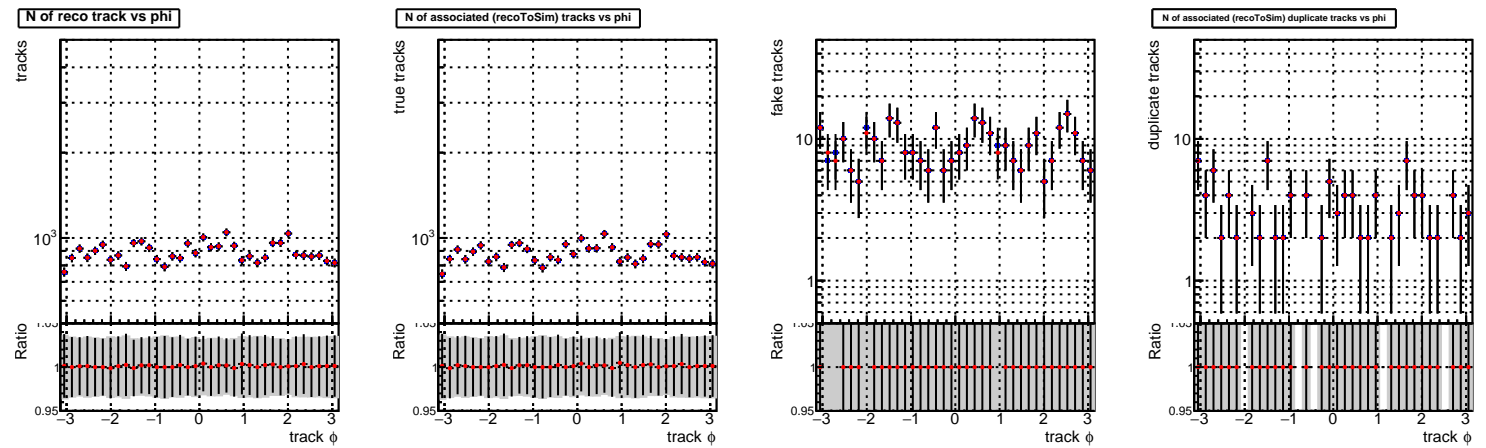 N of reco track vs phi
tracks
10³
Ratio
1
0.95
−3 −2 −1 0 1 2 3
track ϕ
N of associated (recoToSim) tracks vs phi
true tracks
10³
Ratio
1
0.95
−3 −2 −1 0 1 2 3
track ϕ
fake tracks
10
1
Ratio
1
0.95
−3 −2 −1 0 1 2 3
track ϕ
N of associated (recoToSim) duplicate tracks vs phi
duplicate tracks
10
1
Ratio
1
0.95
−3 −2 −1 0 1 2 3
track ϕ